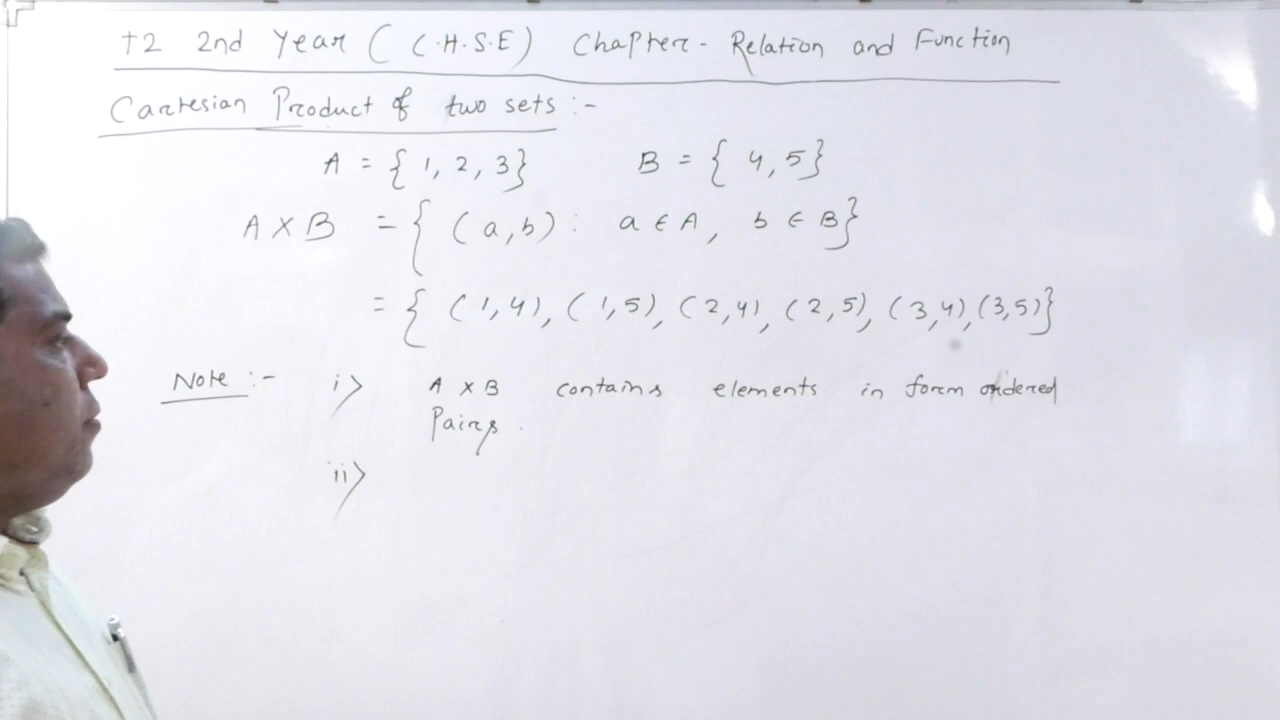 +2 2nd Year ( C.H.S.E) Chapter - Relation and Function
Cartesian Product of two sets :-
A = { 1, 2, 3} B = { 4, 5}
A X B = { (a, b) : a ∈ A, b ∈ B}
= { (1,4), (1,5), (2,4), (2,5), (3,4), (3,5)}
Note :- i> A X B contains elements in form ordered
Pairs .
ii>